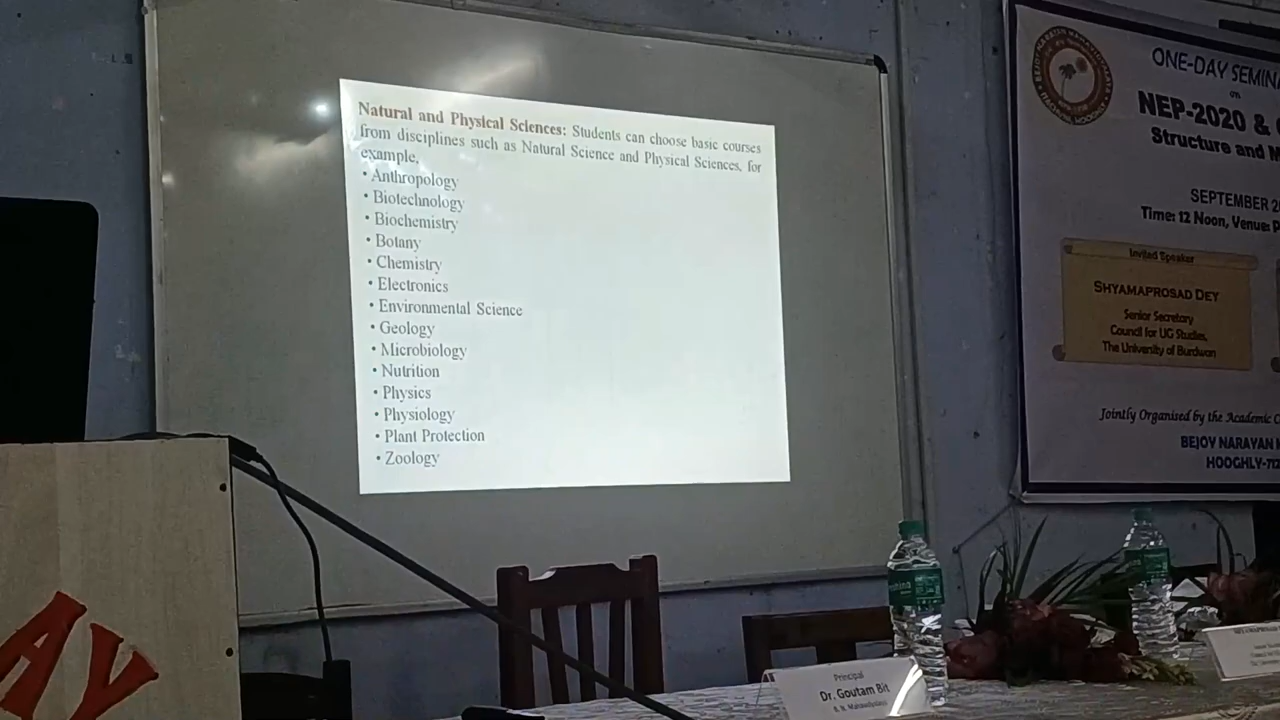 Natural and Physical Sciences: Students can choose basic courses
from disciplines such as Natural Science and Physical Sciences, for
example,
• Anthropology
• Biotechnology
• Biochemistry
• Botany
• Chemistry
• Electronics
• Environmental Science
• Geology
• Microbiology
• Nutrition
• Physics
• Physiology
• Plant Protection
• Zoology
ONE-DAY SEMINA
on
NEP-2020 &
Structure and M
SEPTEMBER 2
Time: 12 Noon, Venue: P
Invited Speaker
SHYAMAPROSAD DEY
Senior Secretary
Council for UG Studies,
The University of Burdwan
Jointly Organised by the Academic
BEJOY NARAYAN
HOOGHLY-712
AY
Principal
Dr. Goutam Bit